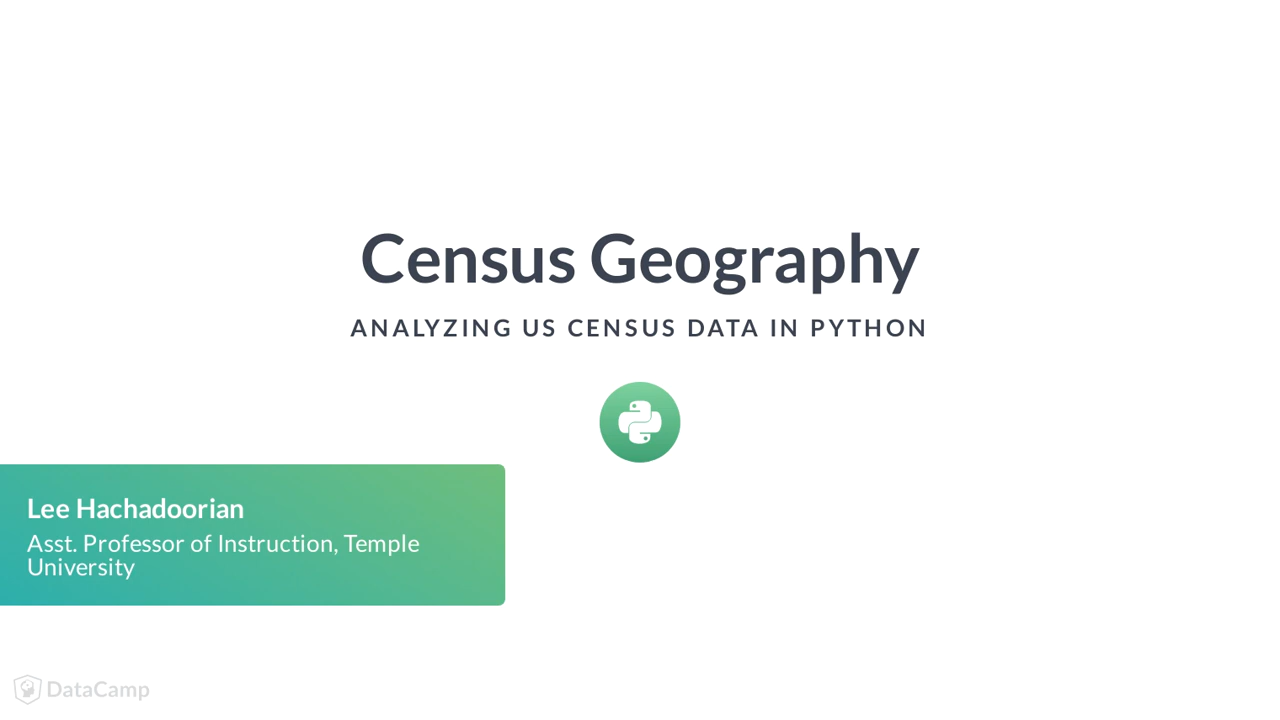 Census Geography
ANALYZING US CENSUS DATA IN PYTHON
Lee Hachadoorian
Asst. Professor of Instruction, Temple
University
DataCamp